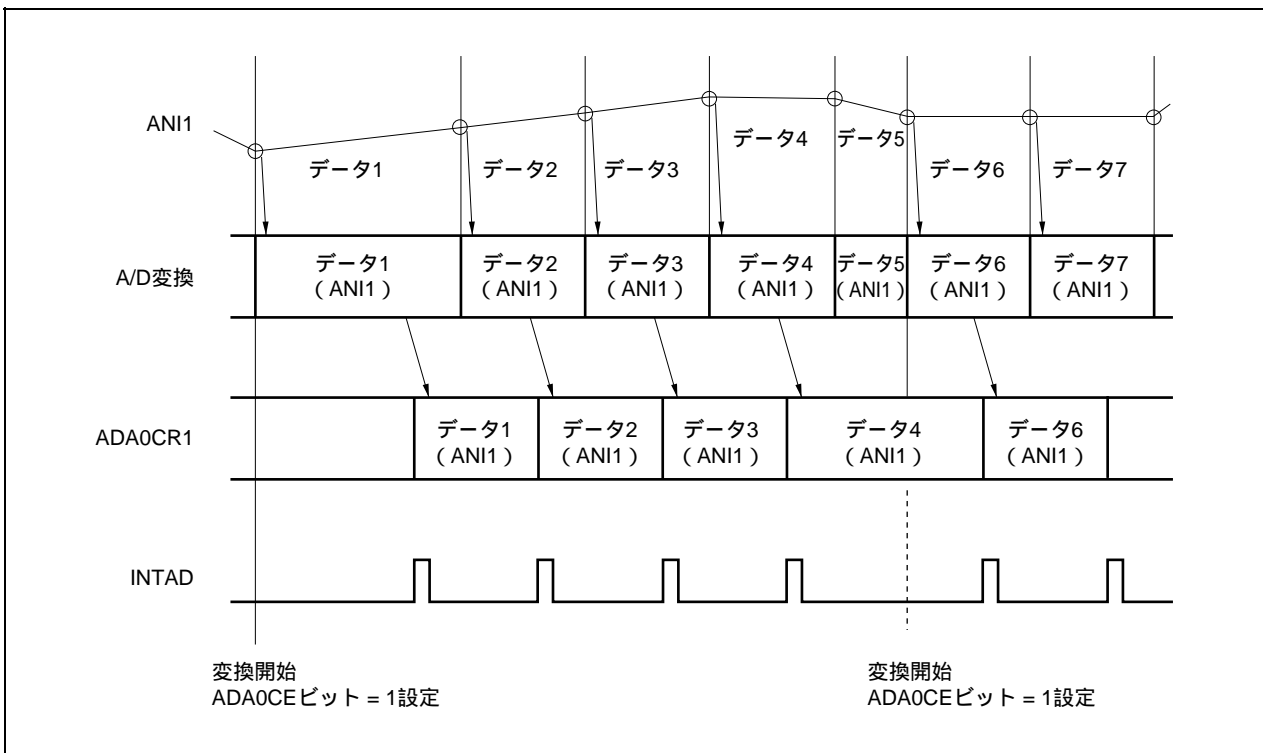 ANI1
データ1
データ2
データ3
データ4
データ5
データ6
データ7
A/D変換
データ1
（ANI1）
データ2
（ANI1）
データ3
（ANI1）
データ4
（ANI1）
データ5
（ANI1）
データ6
（ANI1）
データ7
（ANI1）
ADA0CR1
データ1
（ANI1）
データ2
（ANI1）
データ3
（ANI1）
データ4
（ANI1）
データ6
（ANI1）
INTAD
変換開始
ADA0CEビット = 1設定
変換開始
ADA0CEビット = 1設定